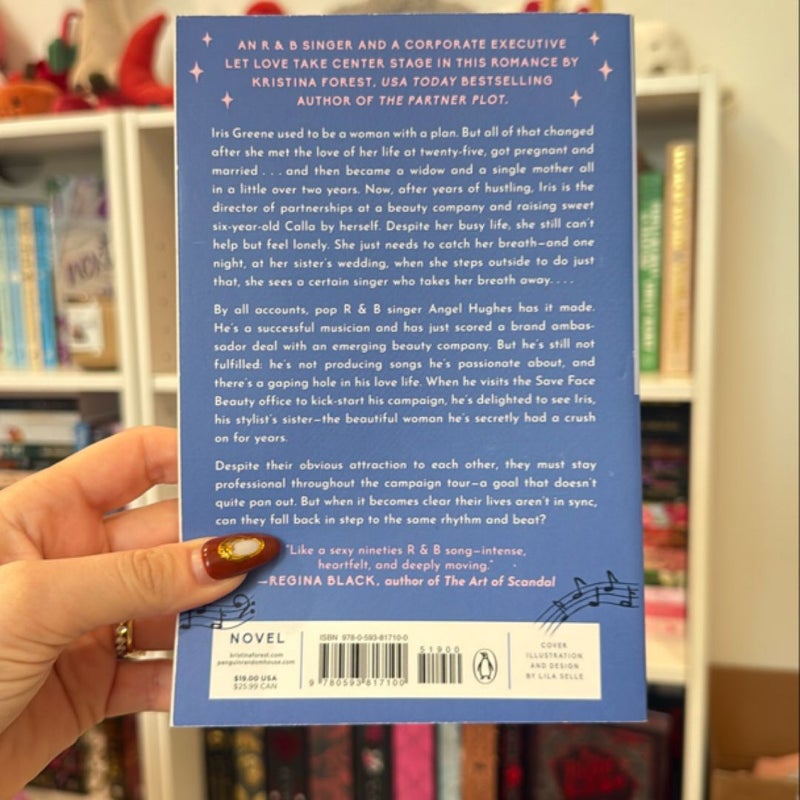 AN R & B SINGER AND A CORPORATE EXECUTIVE
LET LOVE TAKE CENTER STAGE IN THIS ROMANCE BY
KRISTINA FOREST, USA TODAY BESTSELLING
AUTHOR OF THE PARTNER PLOT.
Iris Greene used to be a woman with a plan. But all of that changed
after she met the love of her life at twenty-five, got pregnant and
married . . . and then became a widow and a single mother all
in a little over two years. Now, after years of hustling, Iris is the
director of partnerships at a beauty company and raising sweet
six-year-old Calla by herself. Despite her busy life, she still can't
help but feel lonely. She just needs to catch her breath—and one
night, at her sister's wedding, when she steps outside to do just
that, she sees a certain singer who takes her breath away. . . .
By all accounts, pop R & B singer Angel Hughes has it made.
He's a successful musician and has just scored a brand ambas-
sador deal with an emerging beauty company. But he's still not
fulfilled: he's not producing songs he's passionate about, and
there's a gaping hole in his love life. When he visits the Save Face
Beauty office to kick-start his campaign, he's delighted to see Iris,
his stylist's sister—the beautiful woman he's secretly had a crush
on for years.
Despite their obvious attraction to each other, they must stay
professional throughout the campaign tour—a goal that doesn't
quite pan out. But when it becomes clear their lives aren't in sync,
can they fall back in step to the same rhythm and beat?
"Like a sexy nineties R & B song—intense,
heartfelt, and deeply moving."
—REGINA BLACK, author of The Art of Scandal
NOVEL
kristinaforest.com
penguinrandomhouse.com
$19.00 USA
$25.99 CAN
ISBN 978-0-593-81710-0
51900
9 780593 817100
COVER
ILLUSTRATION
AND DESIGN
BY LILA SELLE